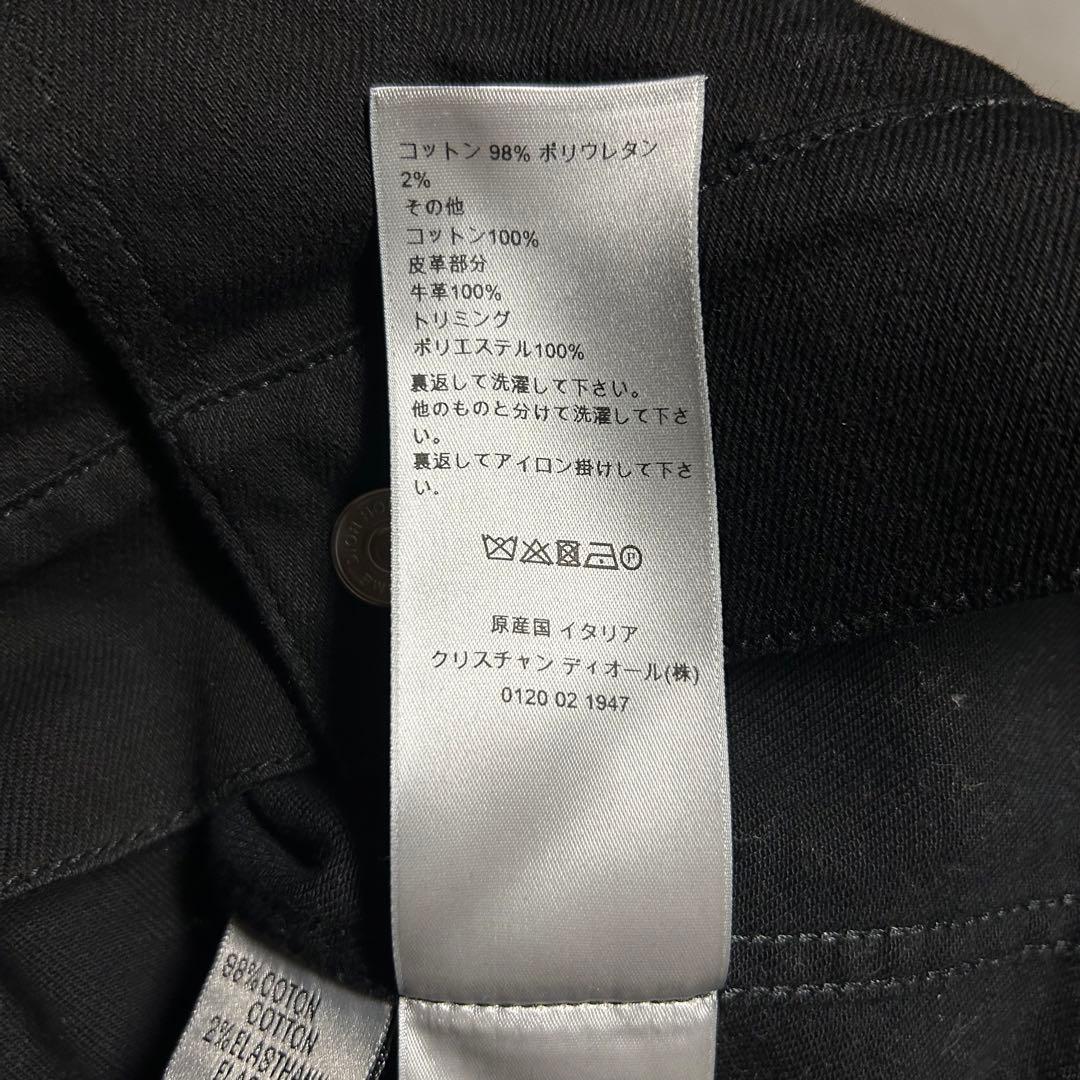 コットン 98% ポリウレタン
2%
その他
コットン100%
皮革部分
牛革100%
トリミング
ポリエステル100%
裏返して洗濯して下さい。
他のものと分けて洗濯して下さ
い。
裏返してアイロン掛けして下さ
い。
原産国 イタリア
クリスチャン ディオール(株)
0120 02 1947
98%COTON
COTTON